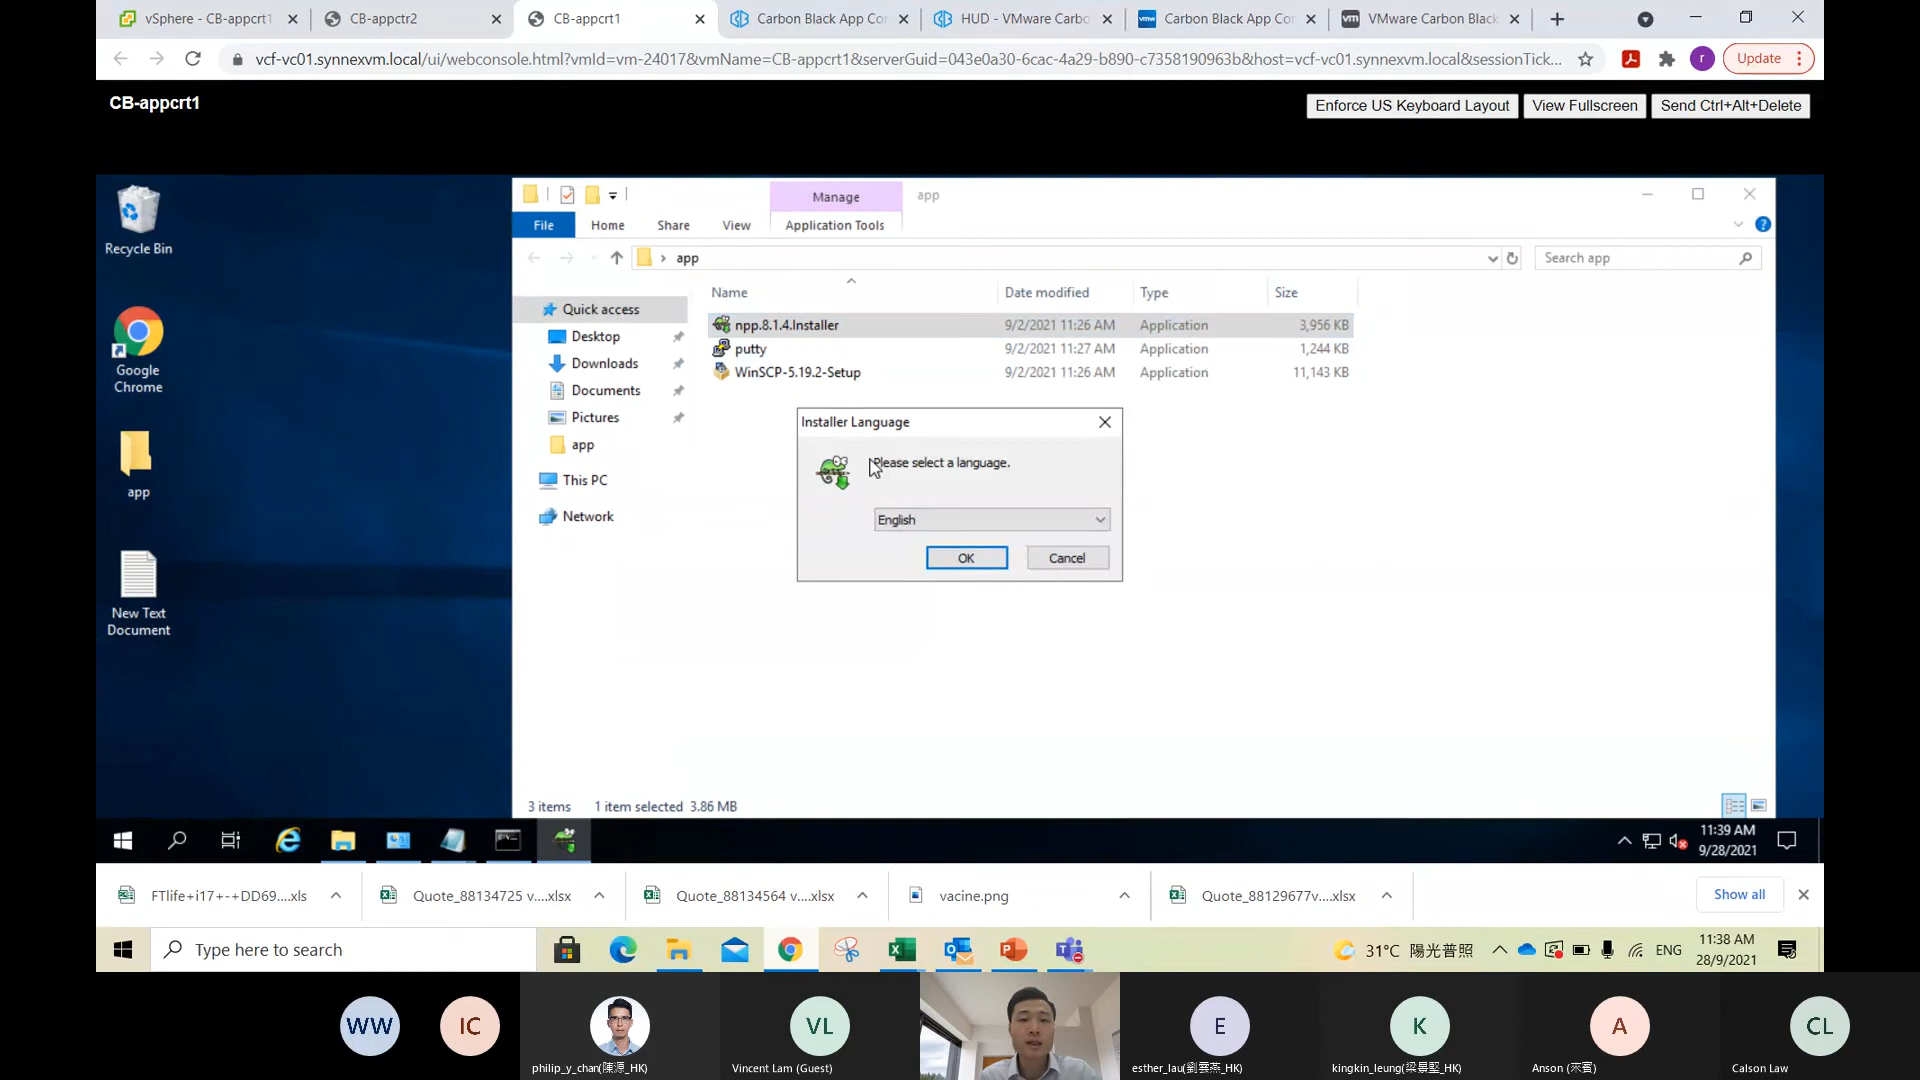 vSphere - CB-appcrt1
CB-appctr2
CB-appcrt1
Carbon Black App Co
HUD - VMware Carbo
Carbon Black App Co
VMware Carbon Black
vcf-vc01.synnexvm.local/ui/webconsole.html?vmId=vm-24017&vmName=CB-appcrt1&serverGuid=043e0a30-6cac-4a29-b890-c7358190963b&host=vcf-vc01.synnexvm.local&sessionTick...
r
Update
CB-appcrt1
Enforce US Keyboard Layout
View Fullscreen
Send Ctrl+Alt+Delete
Recycle Bin
Google
Chrome
app
New Text
Document
Manage
app
File
Home
Share
View
Application Tools
app
Search app
Name
Date modified
Type
Size
Quick access
Desktop
Downloads
Documents
Pictures
app
This PC
Network
npp.8.1.4.Installer 9/2/2021 11:26 AM Application 3,956 KB
putty 9/2/2021 11:27 AM Application 1,244 KB
WinSCP-5.19.2-Setup 9/2/2021 11:26 AM Application 11,143 KB
Installer Language
Please select a language.
English
OK
Cancel
3 items 1 item selected 3.86 MB
11:39 AM
9/28/2021
FTlife+i17+-+DD69....xls
Quote_88134725 v....xlsx
Quote_88134564 v....xlsx
vacine.png
Quote_88129677v....xlsx
Show all
Type here to search
31°C 陽光普照
ENG
11:38 AM
28/9/2021
WW
IC
VL
E
K
A
CL
philip_y_chan(陳源_HK)
Vincent Lam (Guest)
esther_lau(劉雲燕_HK)
kingkin_leung(梁景堅_HK)
Anson (來賓)
Calson Law